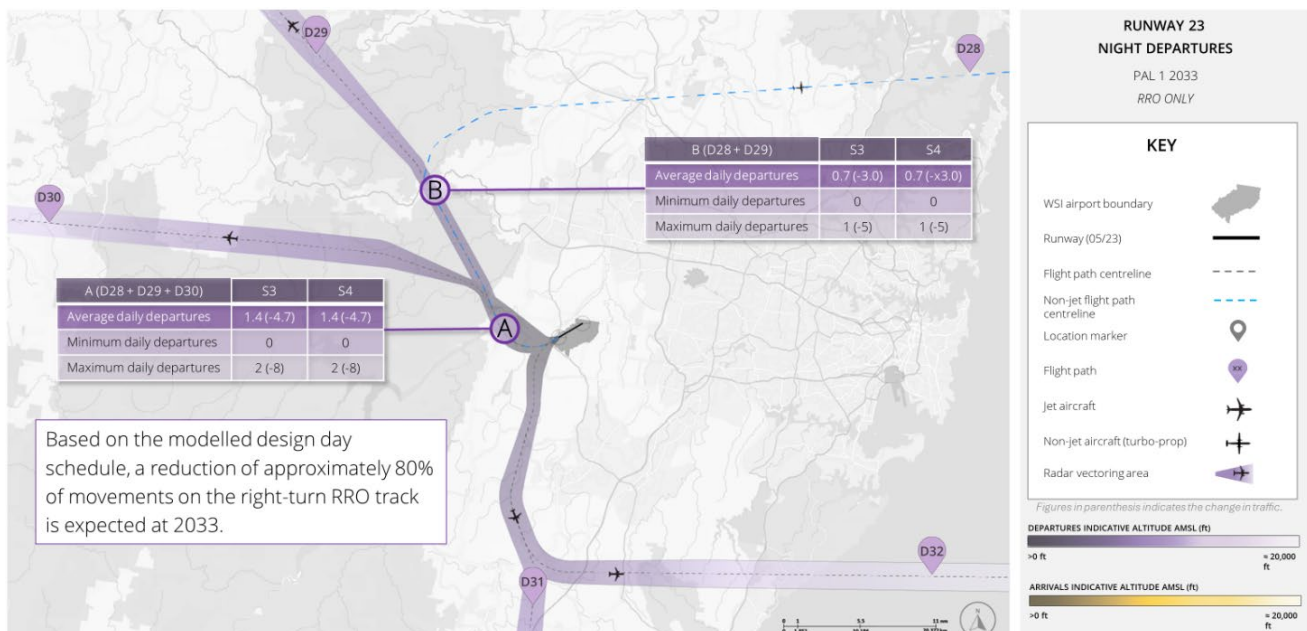 D29
D28
D30
B (D28 + D29) S3 S4
Average daily departures 0.7 (-3.0) 0.7 (-x3.0)
Minimum daily departures 0 0
Maximum daily departures 1 (-5) 1 (-5)
B
A (D28 + D29 + D30) S3 S4
Average daily departures 1.4 (-4.7) 1.4 (-4.7)
Minimum daily departures 0 0
Maximum daily departures 2 (-8) 2 (-8)
A
Based on the modelled design day
schedule, a reduction of approximately 80%
of movements on the right-turn RRO track
is expected at 2033.
D32
D31
N
RUNWAY 23
NIGHT DEPARTURES
PAL 1 2033
RRO ONLY
KEY
WSI airport boundary
Runway (05/23)
Flight path centreline
Non-jet flight path
centreline
Location marker
Flight path XX
Jet aircraft
Non-jet aircraft (turbo-prop)
Radar vectoring area
Figures in parenthesis indicates the change in traffic.
DEPARTURES INDICATIVE ALTITUDE AMSL (ft)
>0 ft ≈ 20,000
ft
ARRIVALS INDICATIVE ALTITUDE AMSL (ft)
>0 ft ≈ 20,000
ft